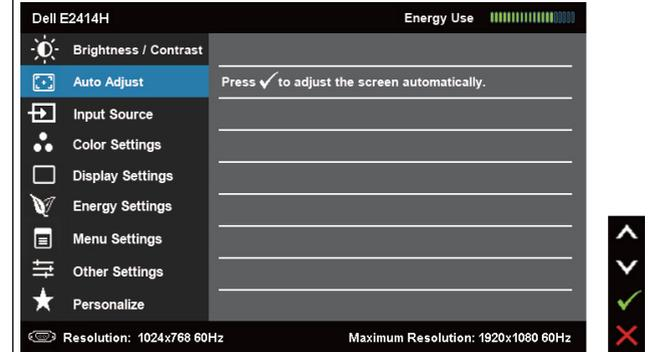 Dell E2414H Energy Use
Brightness / Contrast
Auto Adjust Press ✓ to adjust the screen automatically.
Input Source
Color Settings
Display Settings
Energy Settings
Menu Settings
Other Settings
Personalize
Resolution: 1024x768 60Hz Maximum Resolution: 1920x1080 60Hz